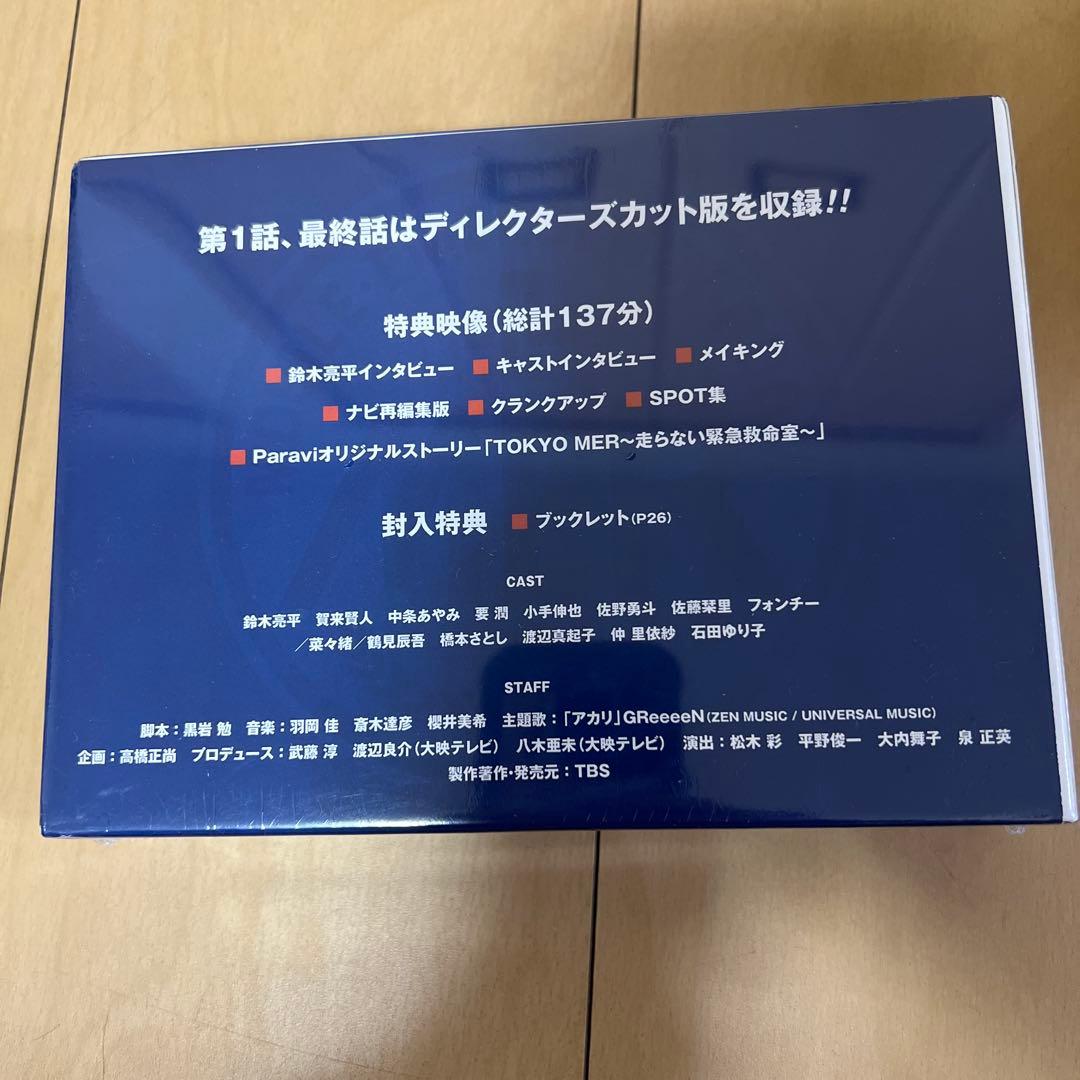 第1話、最終話はディレクターズカット版を収録!!
特典映像(総計137分)
■ 鈴木亮平インタビュー ■ キャストインタビュー ■ メイキング
■ ナビ再編集版 ■ クランクアップ ■ SPOT集
■ Paraviオリジナルストーリー「TOKYO MER～走らない緊急救命室～」
封入特典 ■ ブックレット(P26)
CAST
鈴木亮平 賀来賢人 中条あやみ 要 潤 小手伸也 佐野勇斗 佐藤栞里 フォンチー
／菜々緒／鶴見辰吾 橋本さとし 渡辺真起子 仲 里依紗 石田ゆり子
STAFF
脚本：黒岩 勉 音楽：羽岡 佳 斎木達彦 櫻井美希 主題歌：「アカリ」GReeeeN(ZEN MUSIC / UNIVERSAL MUSIC)
企画：高橋正尚 プロデュース：武藤 淳 渡辺良介(大映テレビ) 八木亜未(大映テレビ) 演出：松木 彩 平野俊一 大内舞子 泉 正英
製作著作・発売元：TBS